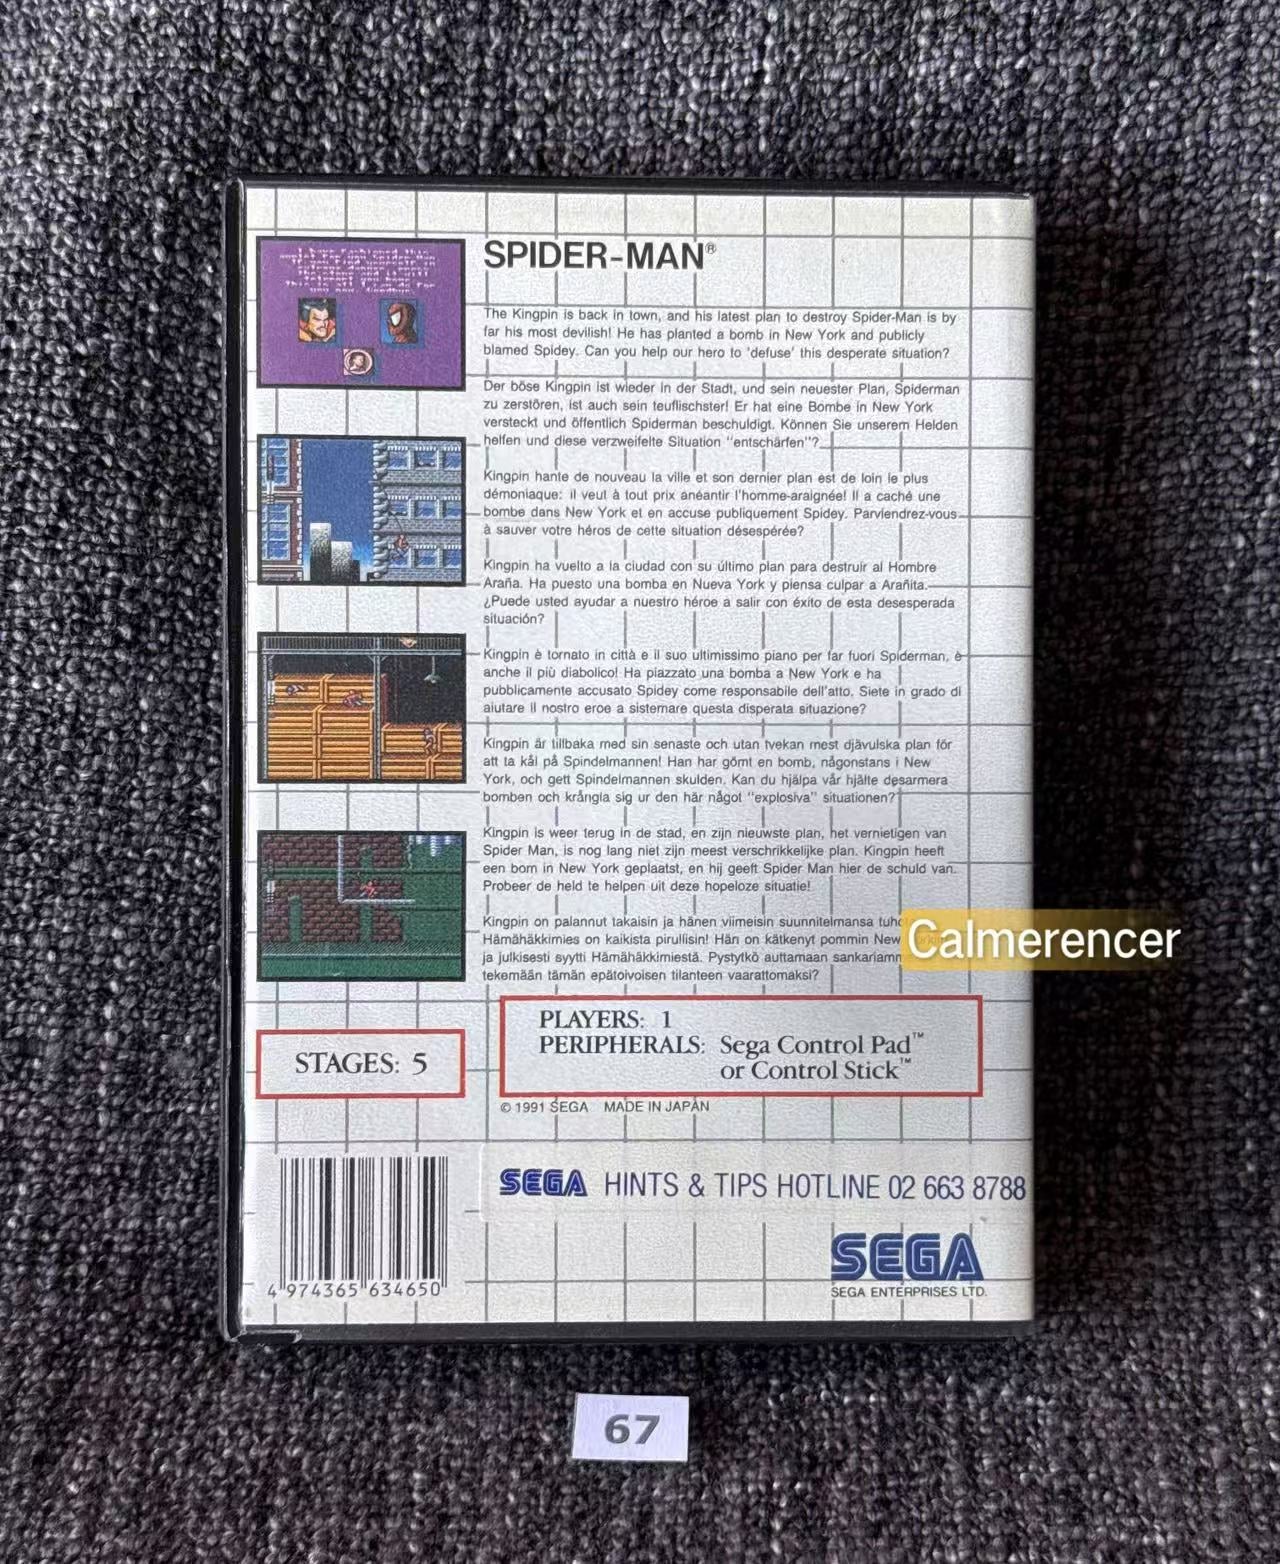 SPIDER-MAN®
The Kingpin is back in town, and his latest plan to destroy Spider-Man is by
far his most devilish! He has planted a bomb in New York and publicly
blamed Spidey. Can you help our hero to 'defuse' this desperate situation?
Der böse Kingpin ist wieder in der Stadt, und sein neuester Plan, Spiderman
zu zerstören, ist auch sein teuflischster! Er hat eine Bombe in New York
versteckt und öffentlich Spiderman beschuldigt. Können Sie unserem Helden
helfen und diese verzweifelte Situation "entschärfen"?
Kingpin hante de nouveau la ville et son dernier plan est de loin le plus
démoniaque: il veut à tout prix anéantir l'homme-araignée! Il a caché une
bombe dans New York et en accuse publiquement Spidey. Parviendrez-vous
à sauver votre héros de cette situation désespérée?
Kingpin ha vuelto a la ciudad con su último plan para destruir al Hombre
Araña. Ha puesto una bomba en Nueva York y piensa culpar a Arañita.
¿Puede usted ayudar a nuestro héroe a salir con éxito de esta desesperada
situación?
Kingpin è tornato in città e il suo ultimissimo piano per far fuori Spiderman, è
anche il più diabolico! Ha piazzato una bomba a New York e ha
pubblicamente accusato Spidey come responsabile dell'atto. Siete in grado di
aiutare il nostro eroe a sistemare questa disperata situazione?
Kingpin är tillbaka med sin senaste och utan tvekan mest djävulska plan för
att ta kål på Spindelmannen! Han har gömt en bomb, någonstans i New
York, och gett Spindelmannen skulden. Kan du hjälpa vår hjälte desarmera
bomben och krångla sig ur den här något "explosiva" situationen?
Kingpin is weer terug in de stad, en zijn nieuwste plan, het vernietigen van
Spider Man, is nog lang niet zijn meest verschrikkelijke plan. Kingpin heeft
een bom in New York geplaatst, en hij geeft Spider Man hier de schuld van.
Probeer de held te helpen uit deze hopeloze situatie!
Kingpin on palannut takaisin ja hänen viimeisin suunnitelmansa
Hämähäkkimies on kaikista pirullisin! Hän on kätkenyt pommin New
ja julkisesti syytti Hämähäkkimiestä. Pystytkö auttamaan
tekemään tämän epätoivoisen tilanteen vaarattomaksi?
Calmerencer
STAGES: 5
PLAYERS: 1
PERIPHERALS: Sega Control Pad™
or Control Stick™
© 1991 SEGA MADE IN JAPAN
4 974365 634650
SEGA HINTS & TIPS HOTLINE 02 663 8788
SEGA
SEGA ENTERPRISES LTD.
67